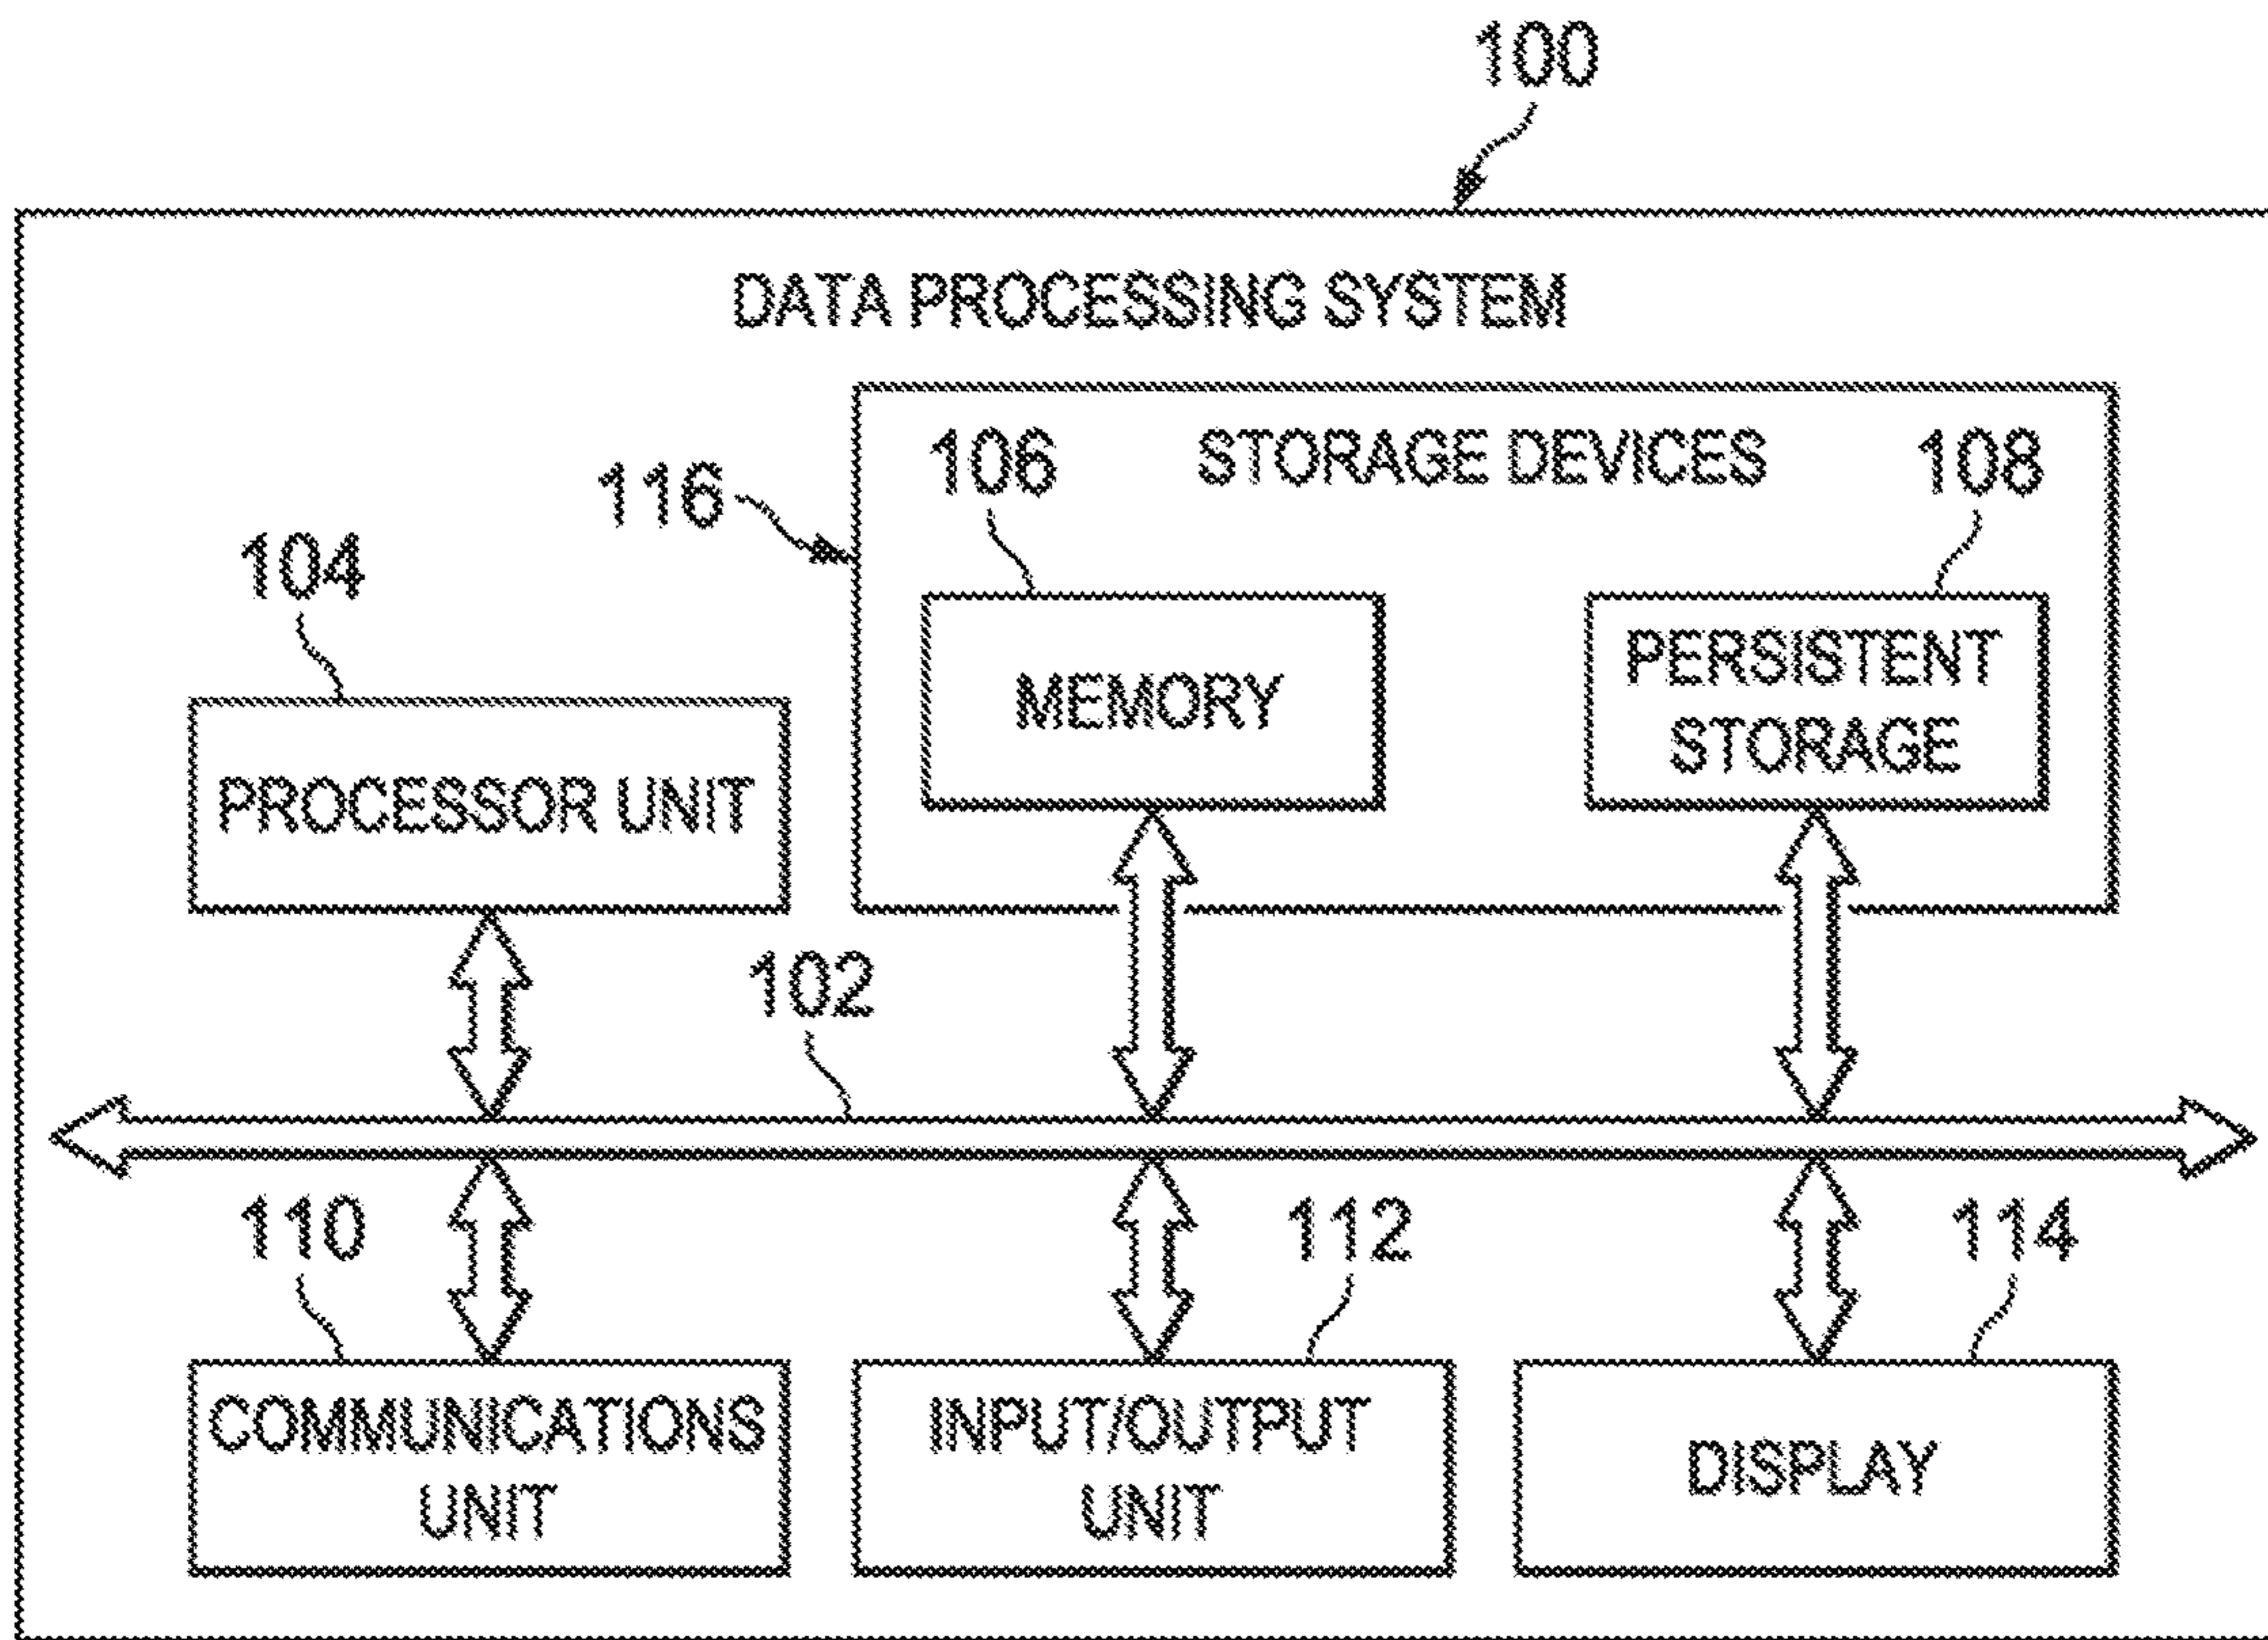 100
DATA PROCESSING SYSTEM
STORAGE DEVICES
116
106
108
104
MEMORY
PERSISTENT
STORAGE
PROCESSOR UNIT
102
110
112
114
COMMUNICATIONS
UNIT
INPUT/OUTPUT
UNIT
DISPLAY